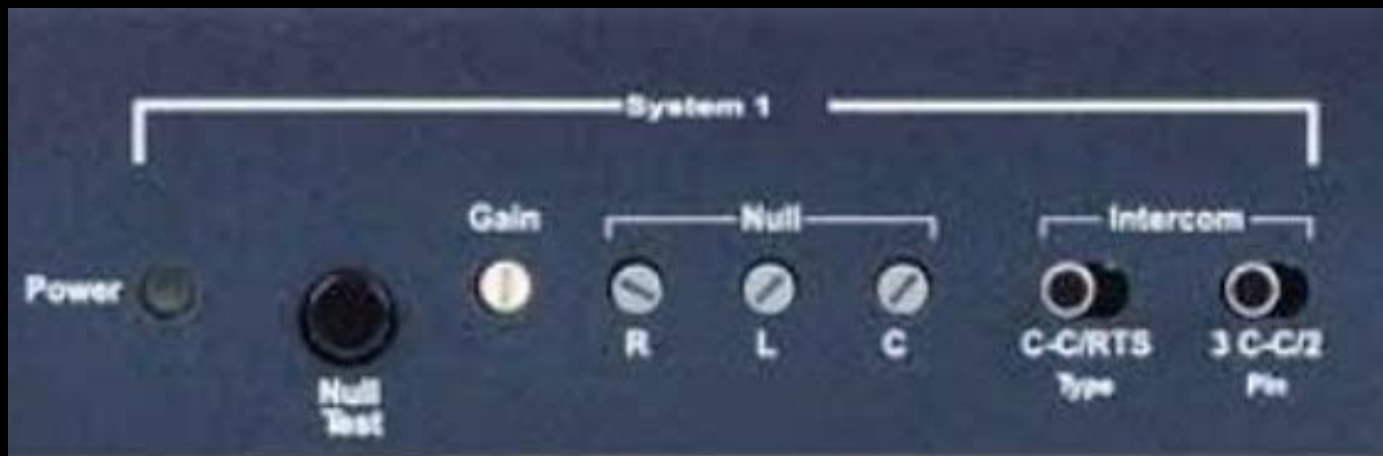 System 1
Gain
Null
Intercom
Power
R
L
C
C-C/RTS
3 C-C/2
Null
Test
Type
Pin